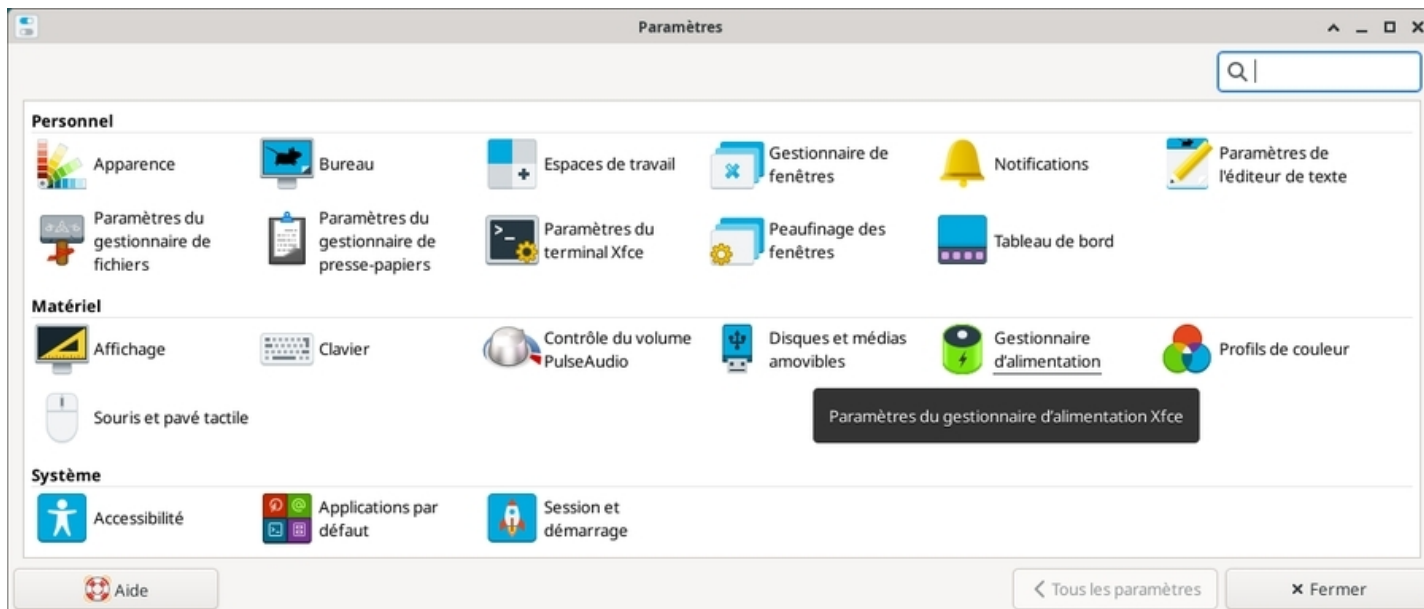 Paramètres
Personnel
Apparence
Bureau
Espaces de travail
Gestionnaire de
fenêtres
Notifications
Paramètres de
l'éditeur de texte
Paramètres du
gestionnaire de
fichiers
Paramètres du
gestionnaire de
presse-papiers
Paramètres du
terminal Xfce
Peaufinage des
fenêtres
Tableau de bord
Matériel
Affichage
Clavier
Contrôle du volume
PulseAudio
Disques et médias
amovibles
Gestionnaire
d'alimentation
Profils de couleur
Souris et pavé tactile
Paramètres du gestionnaire d'alimentation Xfce
Système
Accessibilité
Applications par
défaut
Session et
démarrage
Aide
Tous les paramètres
Fermer